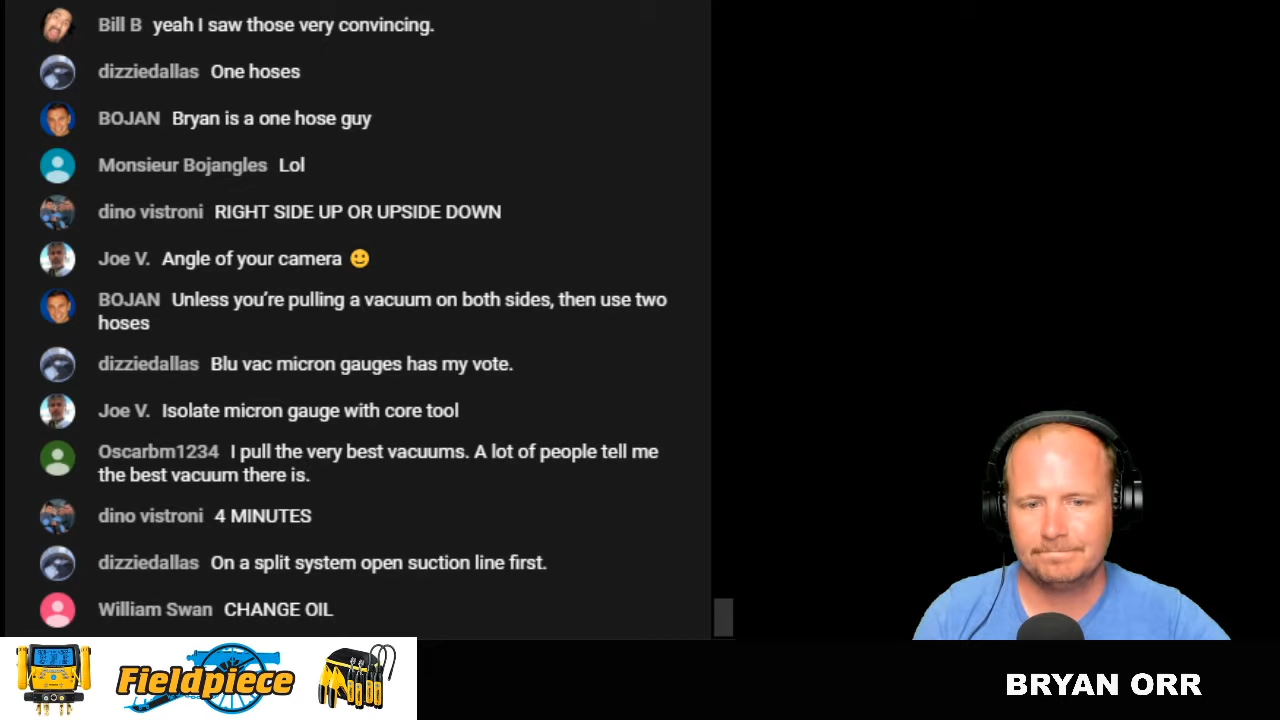 Bill B yeah I saw those very convincing.
dizziedallas One hoses
BOJAN Bryan is a one hose guy
Monsieur Bojangles Lol
dino vistroni RIGHT SIDE UP OR UPSIDE DOWN
Joe V. Angle of your camera 🙂
BOJAN Unless you're pulling a vacuum on both sides, then use two
hoses
dizziedallas Blu vac micron gauges has my vote.
Joe V. Isolate micron gauge with core tool
Oscarbm1234 I pull the very best vacuums. A lot of people tell me
the best vacuum there is.
dino vistroni 4 MINUTES
dizziedallas On a split system open suction line first.
William Swan CHANGE OIL
Fieldpiece
BRYAN ORR